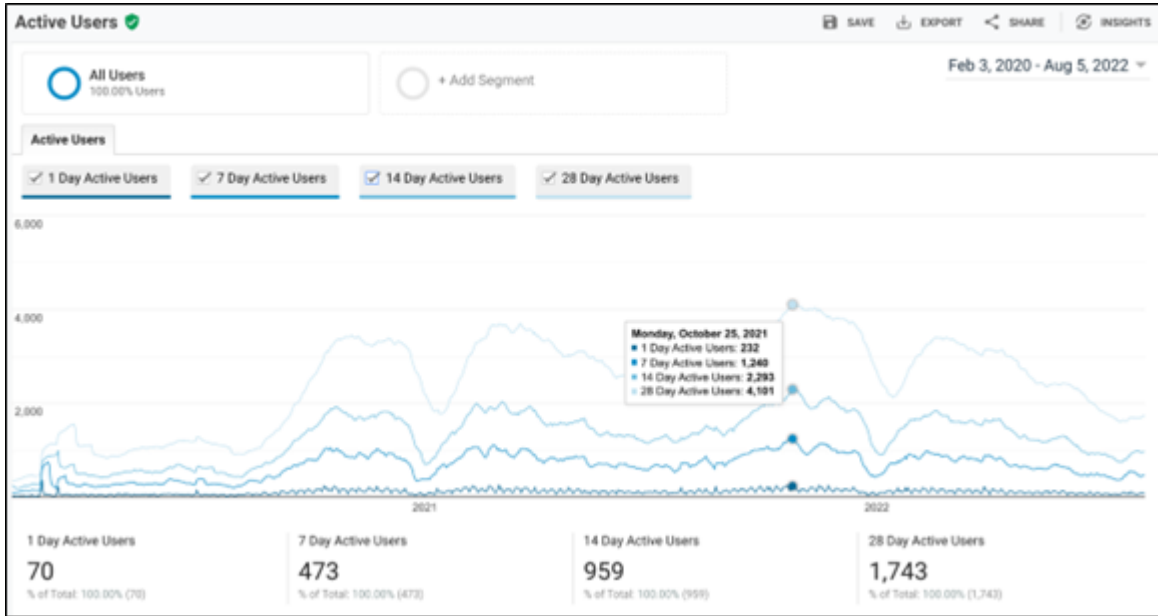 Active Users
SAVE EXPORT SHARE INSIGHTS
All Users
100.00% Users
+ Add Segment
Feb 3, 2020 - Aug 5, 2022
Active Users
1 Day Active Users 7 Day Active Users 14 Day Active Users 28 Day Active Users
6,000
4,000
2,000
Monday, October 25, 2021
1 Day Active Users: 232
7 Day Active Users: 1,240
14 Day Active Users: 2,293
28 Day Active Users: 4,101
2021 2022
1 Day Active Users 7 Day Active Users 14 Day Active Users 28 Day Active Users
70 473 959 1,743
% of Total: 100.00% (70) % of Total: 100.00% (473) % of Total: 100.00% (959) % of Total: 100.00% (1,743)